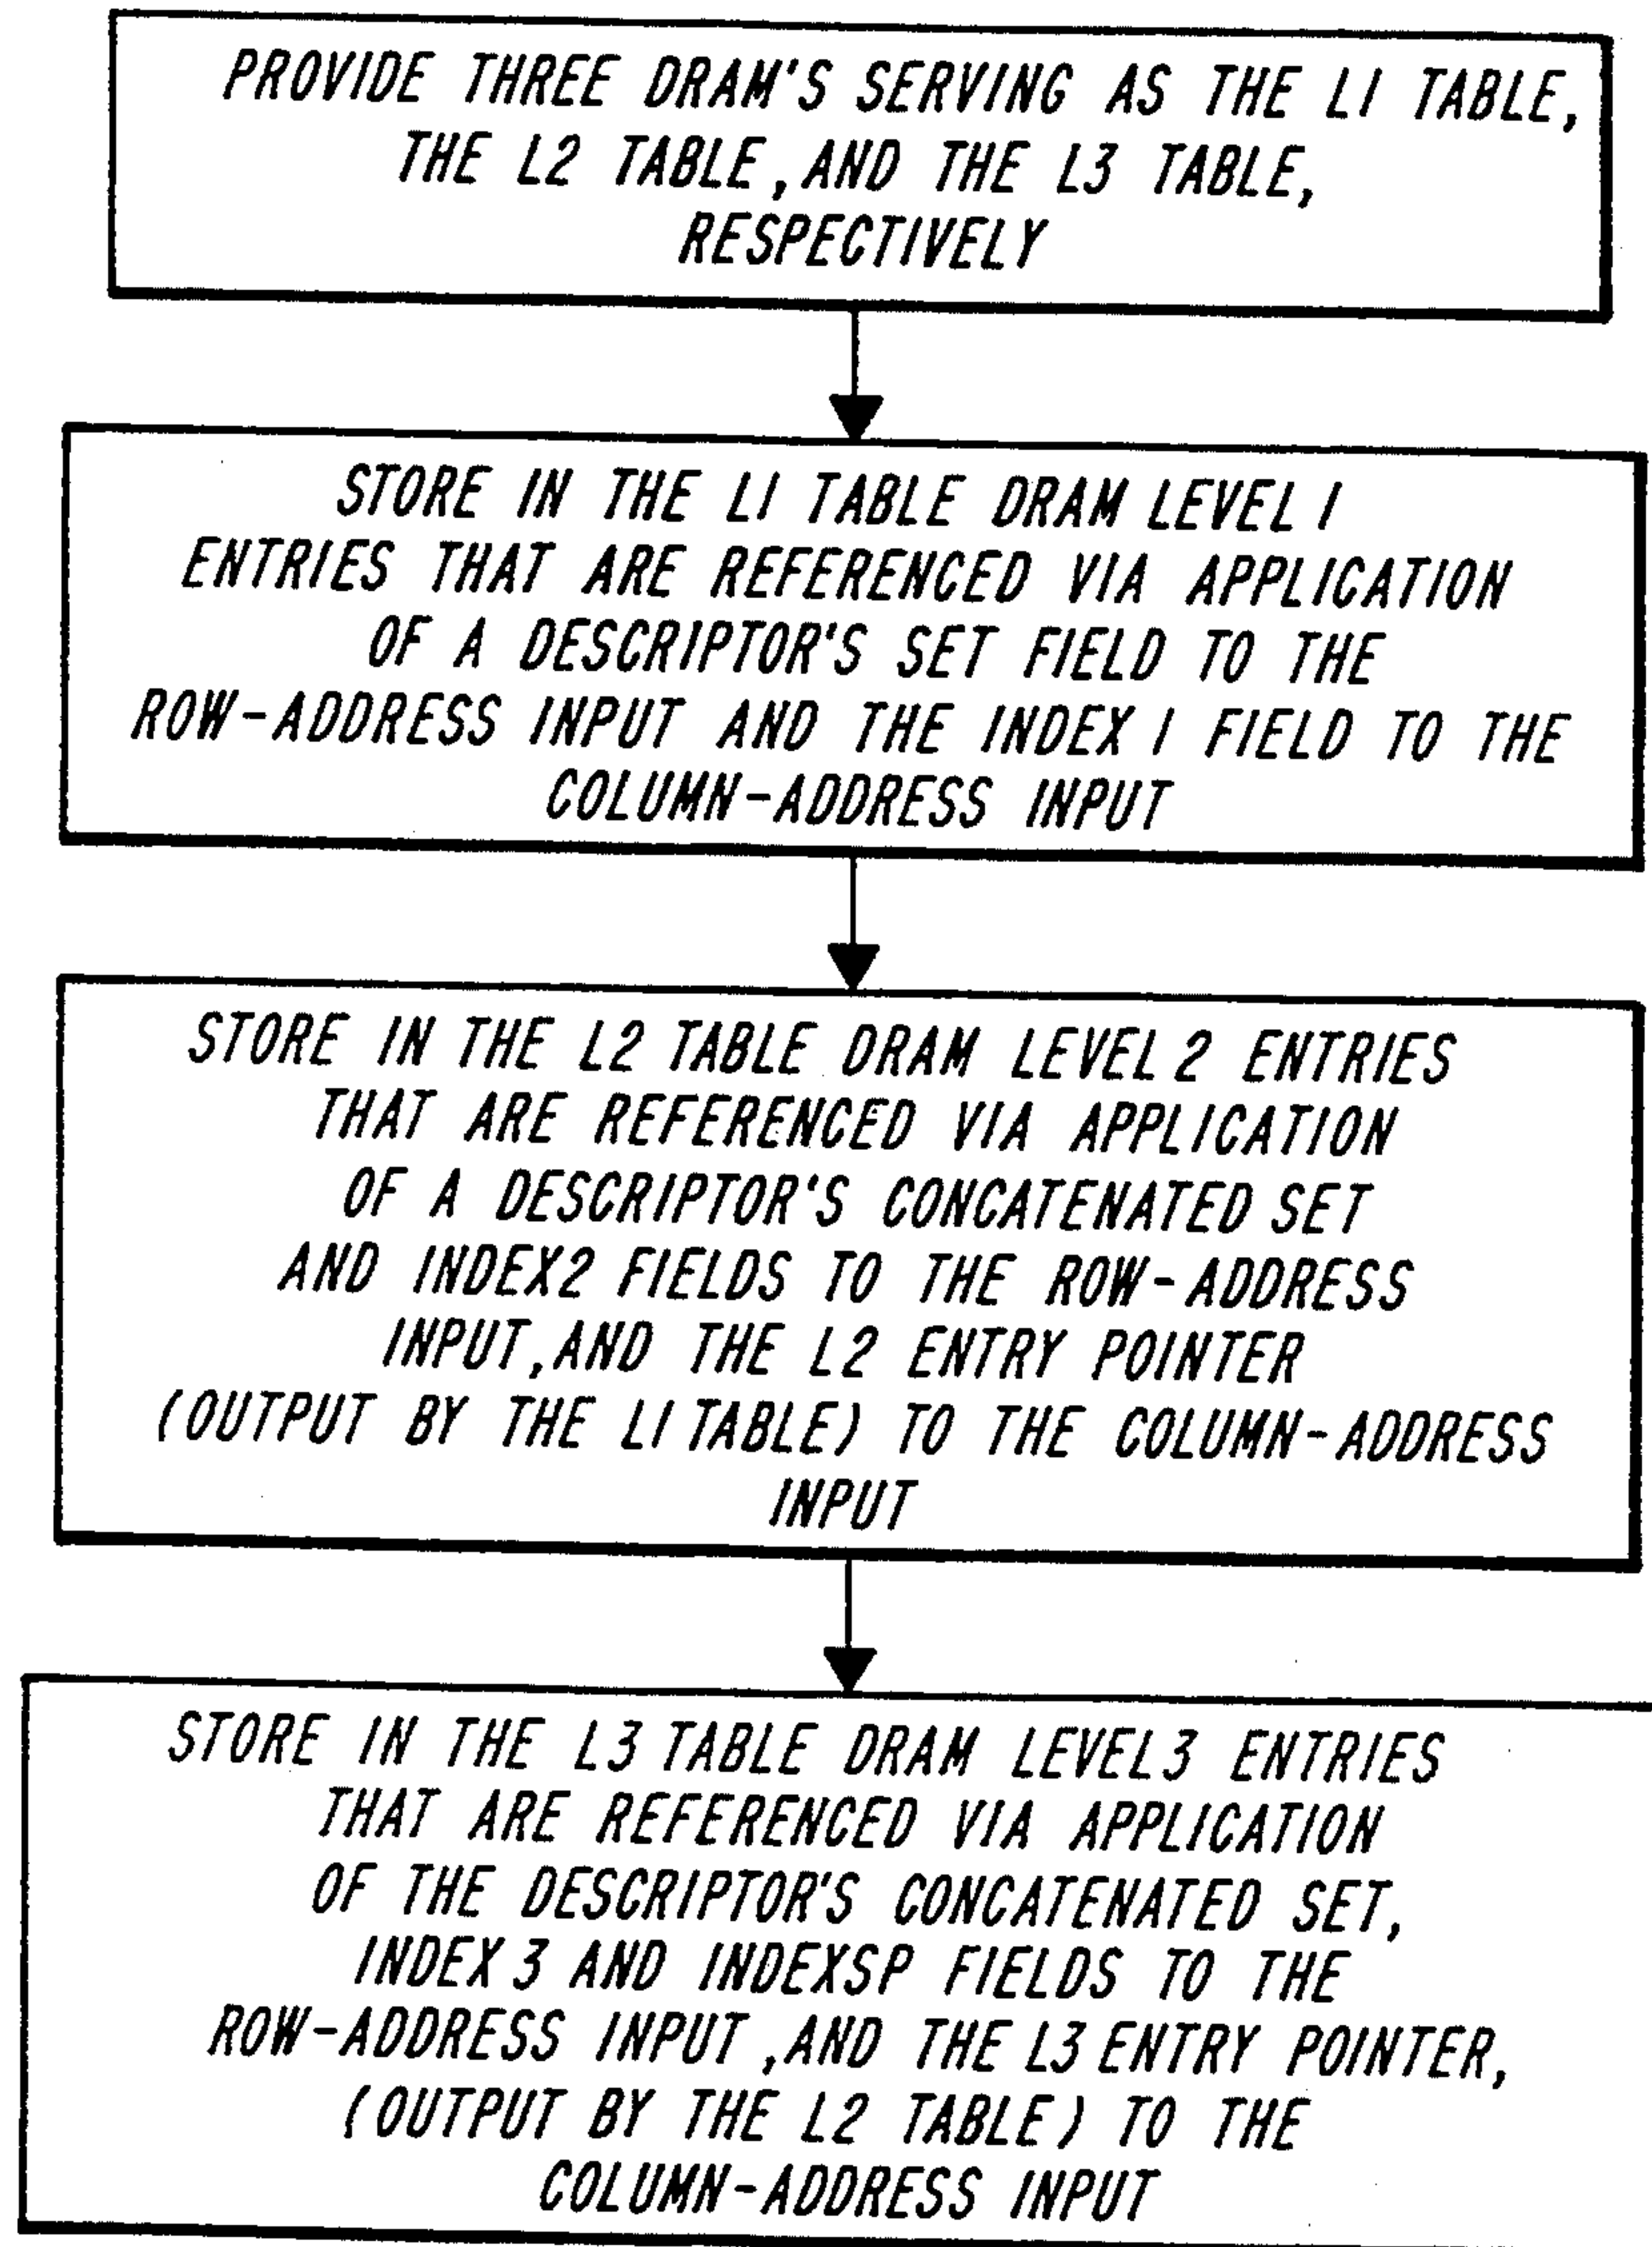 PROVIDE THREE DRAM'S SERVING AS THE L1 TABLE,
THE L2 TABLE, AND THE L3 TABLE,
RESPECTIVELY
STORE IN THE L1 TABLE DRAM LEVEL 1
ENTRIES THAT ARE REFERENCED VIA APPLICATION
OF A DESCRIPTOR'S SET FIELD TO THE
ROW-ADDRESS INPUT AND THE INDEX 1 FIELD TO THE
COLUMN-ADDRESS INPUT
STORE IN THE L2 TABLE DRAM LEVEL 2 ENTRIES
THAT ARE REFERENCED VIA APPLICATION
OF A DESCRIPTOR'S CONCATENATED SET
AND INDEX2 FIELDS TO THE ROW-ADDRESS
INPUT, AND THE L2 ENTRY POINTER
(OUTPUT BY THE L1 TABLE) TO THE COLUMN-ADDRESS
INPUT
STORE IN THE L3 TABLE DRAM LEVEL3 ENTRIES
THAT ARE REFERENCED VIA APPLICATION
OF THE DESCRIPTOR'S CONCATENATED SET,
INDEX 3 AND INDEXSP FIELDS TO THE
ROW-ADDRESS INPUT, AND THE L3 ENTRY POINTER,
(OUTPUT BY THE L2 TABLE) TO THE
COLUMN-ADDRESS INPUT